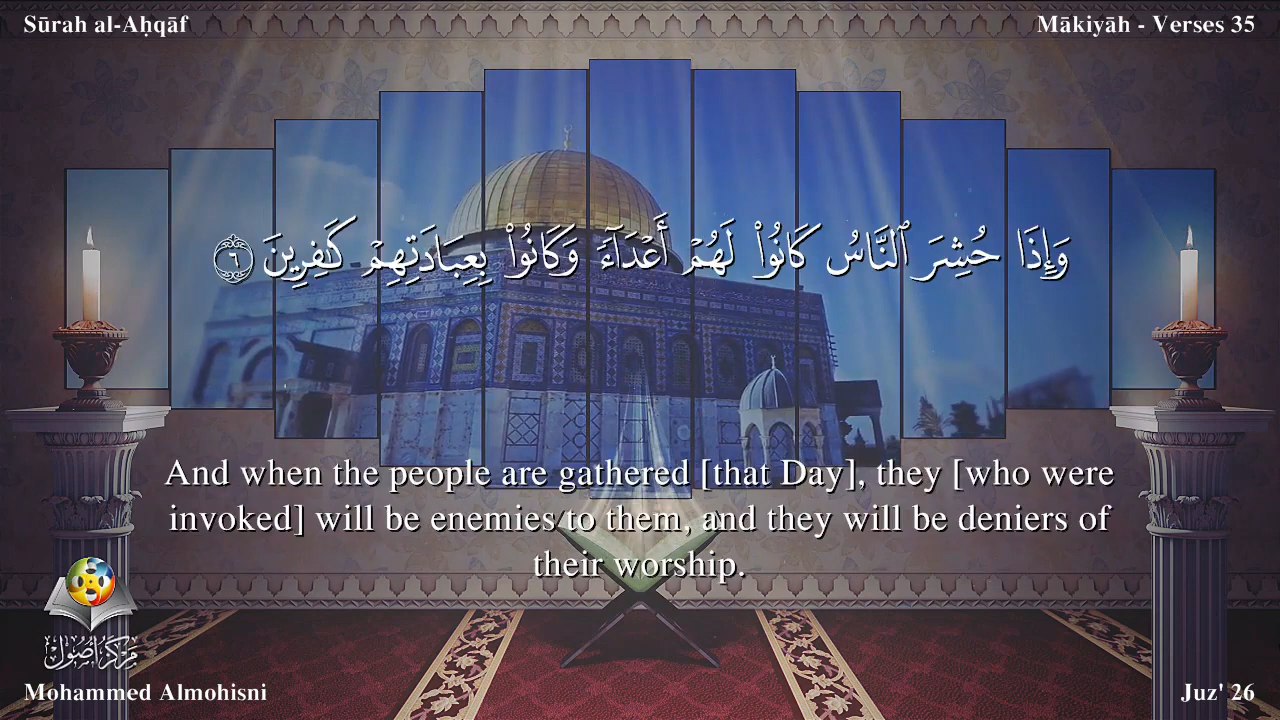 Sūrah al-Aḥqāf
Mākiyāh - Verses 35
وَإِذَا حُشِرَ ٱلنَّاسُ كَانُوا۟ لَهُمْ أَعْدَآءً وَكَانُوا۟ بِعِبَادَتِهِمْ كَـٰفِرِينَ ٦
And when the people are gathered [that Day], they [who were
invoked] will be enemies to them, and they will be deniers of
their worship.
مركز أصول
Mohammed Almohisni
Juz' 26